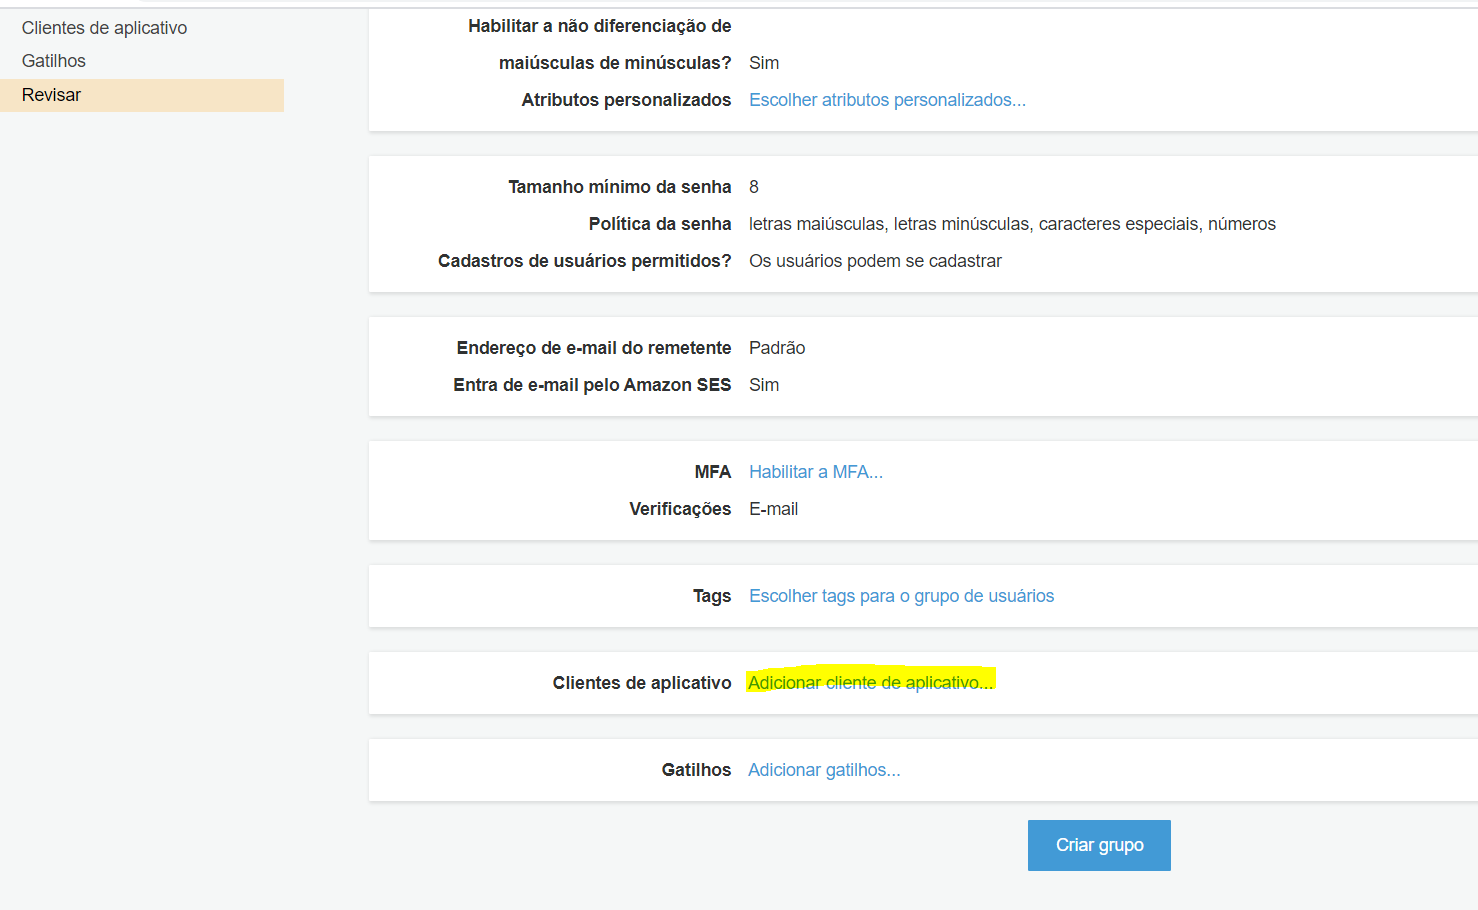 Clientes de aplicativo
Gatilhos
Revisar
Habilitar a não diferenciação de
maiúsculas de minúsculas? Sim
Atributos personalizados Escolher atributos personalizados...
Tamanho mínimo da senha 8
Política da senha letras maiúsculas, letras minúsculas, caracteres especiais, números
Cadastros de usuários permitidos? Os usuários podem se cadastrar
Endereço de e-mail do remetente Padrão
Entra de e-mail pelo Amazon SES Sim
MFA Habilitar a MFA...
Verificações E-mail
Tags Escolher tags para o grupo de usuários
Clientes de aplicativo Adicionar cliente de aplicativo...
Gatilhos Adicionar gatilhos...
Criar grupo